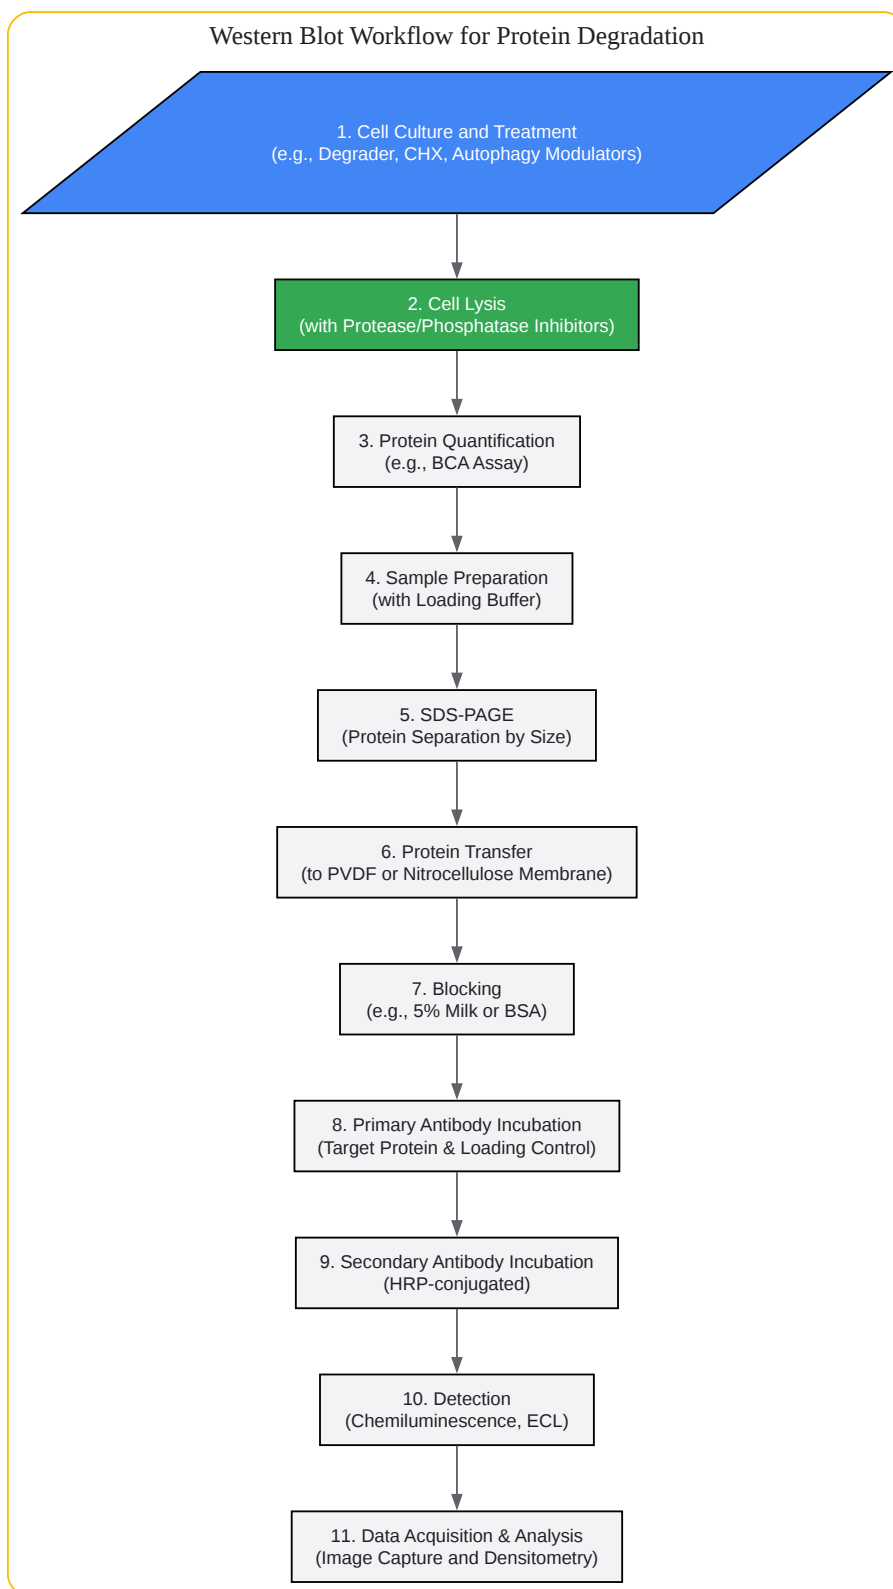 Western Blot Workflow for Protein Degradation
1. Cell Culture and Treatment
(e.g., Degrader, CHX, Autophagy Modulators)
2. Cell Lysis
(with Protease/Phosphatase Inhibitors)
3. Protein Quantification
(e.g., BCA Assay)
4. Sample Preparation
(with Loading Buffer)
5. SDS-PAGE
(Protein Separation by Size)
6. Protein Transfer
(to PVDF or Nitrocellulose Membrane)
7. Blocking
(e.g., 5% Milk or BSA)
8. Primary Antibody Incubation
(Target Protein & Loading Control)
9. Secondary Antibody Incubation
(HRP-conjugated)
10. Detection
(Chemiluminescence, ECL)
11. Data Acquisition & Analysis
(Image Capture and Densitometry)